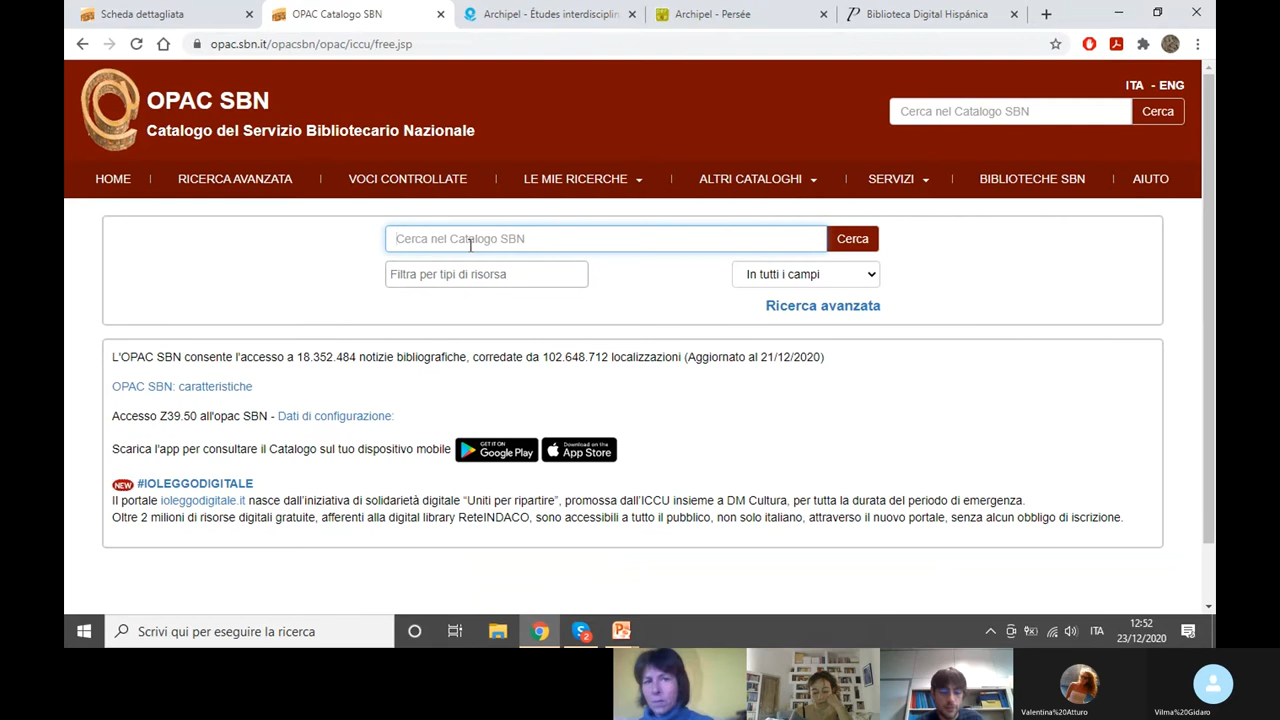 Scheda dettagliata
OPAC Catalogo SBN
Archipel - Études interdisciplin
Archipel - Persée
Biblioteca Digital Hispánica
opac.sbn.it/opacsbn/opac/iccu/free.jsp
OPAC SBN
Catalogo del Servizio Bibliotecario Nazionale
ITA - ENG
Cerca nel Catalogo SBN Cerca
HOME RICERCA AVANZATA VOCI CONTROLLATE LE MIE RICERCHE ALTRI CATALOGHI SERVIZI BIBLIOTECHE SBN AIUTO
Cerca nel Catalogo SBN Cerca
Filtra per tipi di risorsa In tutti i campi
Ricerca avanzata
L'OPAC SBN consente l'accesso a 18.352.484 notizie bibliografiche, corredate da 102.648.712 localizzazioni (Aggiornato al 21/12/2020)
OPAC SBN: caratteristiche
Accesso Z39.50 all'opac SBN - Dati di configurazione:
Scarica l'app per consultare il Catalogo sul tuo dispositivo mobile GET IT ON Google Play Download on the App Store
NEW #IOLEGGODIGITALE
Il portale ioleggodigitale.it nasce dall'iniziativa di solidarietà digitale “Uniti per ripartire”, promossa dall'ICCU insieme a DM Cultura, per tutta la durata del periodo di emergenza.
Oltre 2 milioni di risorse digitali gratuite, afferenti alla digital library ReteINDACO, sono accessibili a tutto il pubblico, non solo italiano, attraverso il nuovo portale, senza alcun obbligo di iscrizione.
Scrivi qui per eseguire la ricerca
2
ITA
12:52
23/12/2020
Valentina%20Atturo
Vilma%20Gidaro